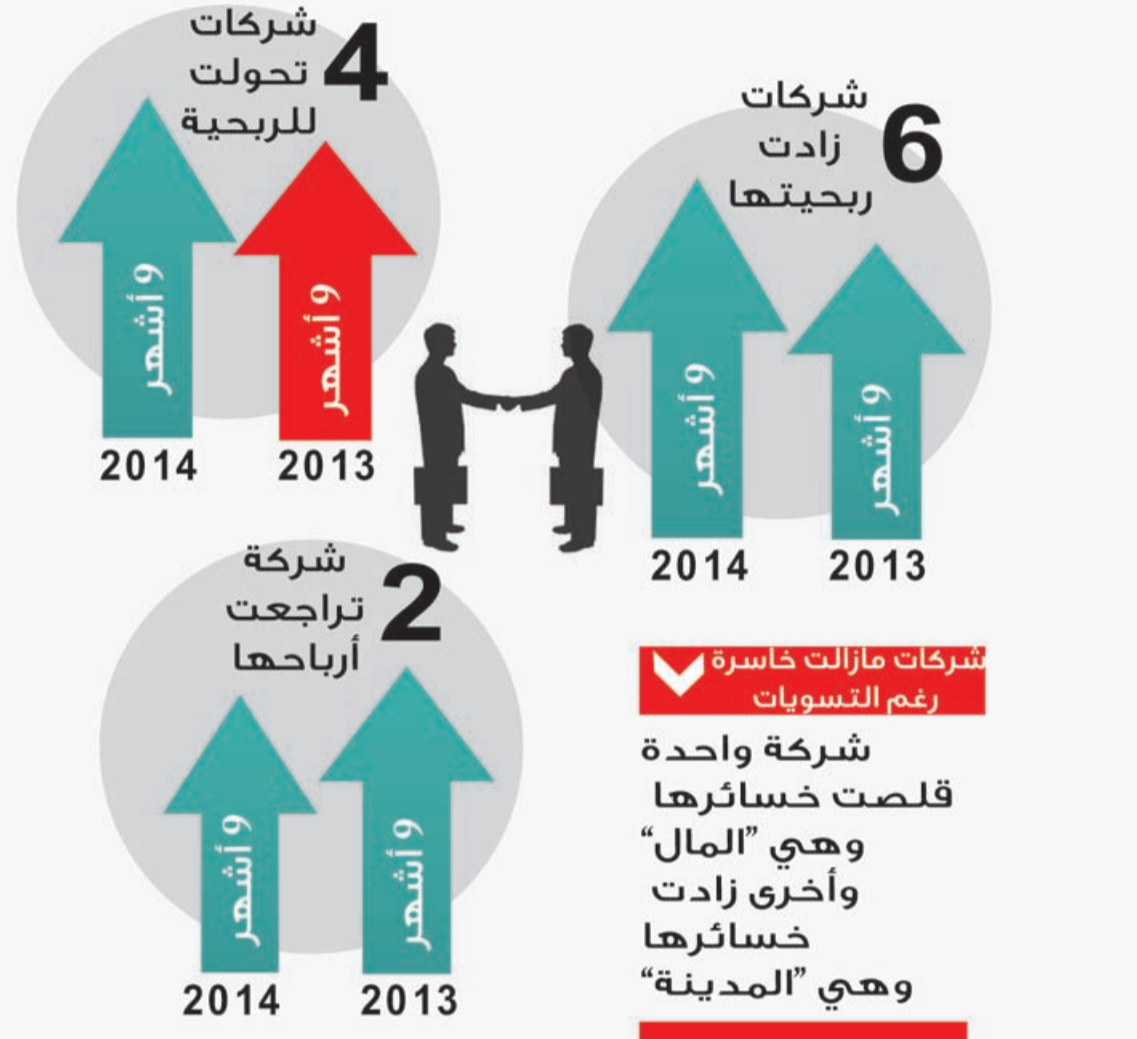 6
شركات
زادت
ربحيتها
9 أشهر
9 أشهر
2013
2014
4
شركات
تحولت
للربحية
9 أشهر
9 أشهر
2013
2014
2
شركة
تراجعت
أرباحها
9 أشهر
9 أشهر
2013
2014
شركات مازالت خاسرة
رغم التسويات
شركة واحدة
قلصت خسائرها
وهي "المال"
وأخرى زادت
خسائرها
وهي "المدينة"